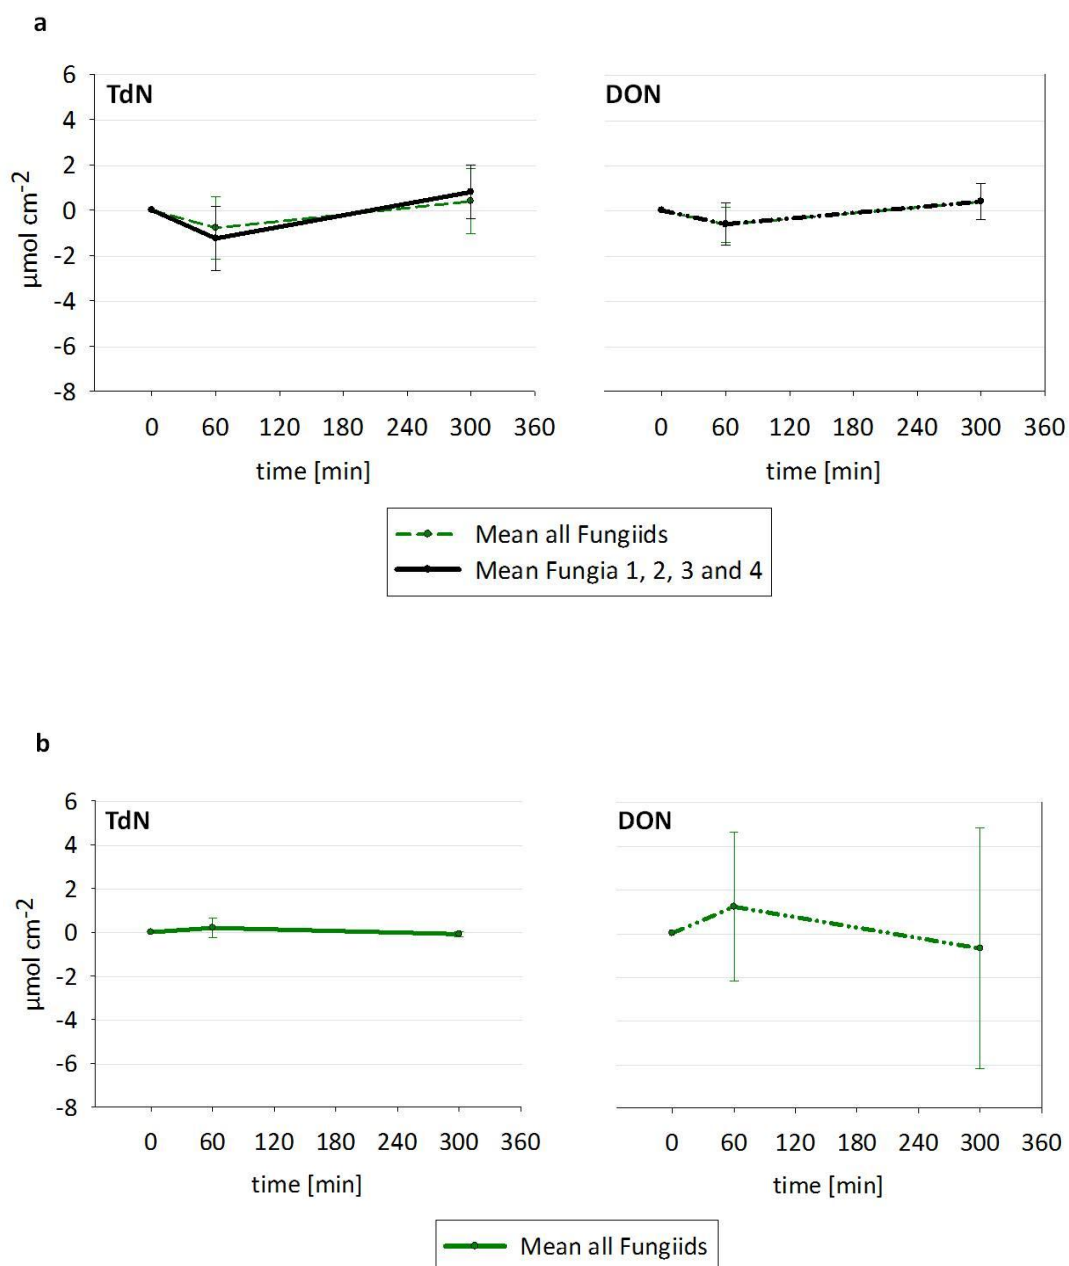 a
TdN
DON
6
4
2
0
-2
-4
-6
-8
µmol cm-2
0 60 120 180 240 300 360
0 60 120 180 240 300 360
time [min]
time [min]
Mean all Fungiids
Mean Fungia 1, 2, 3 and 4
b
TdN
DON
6
4
2
0
-2
-4
-6
-8
µmol cm-2
0 60 120 180 240 300 360
0 60 120 180 240 300 360
time [min]
time [min]
Mean all Fungiids